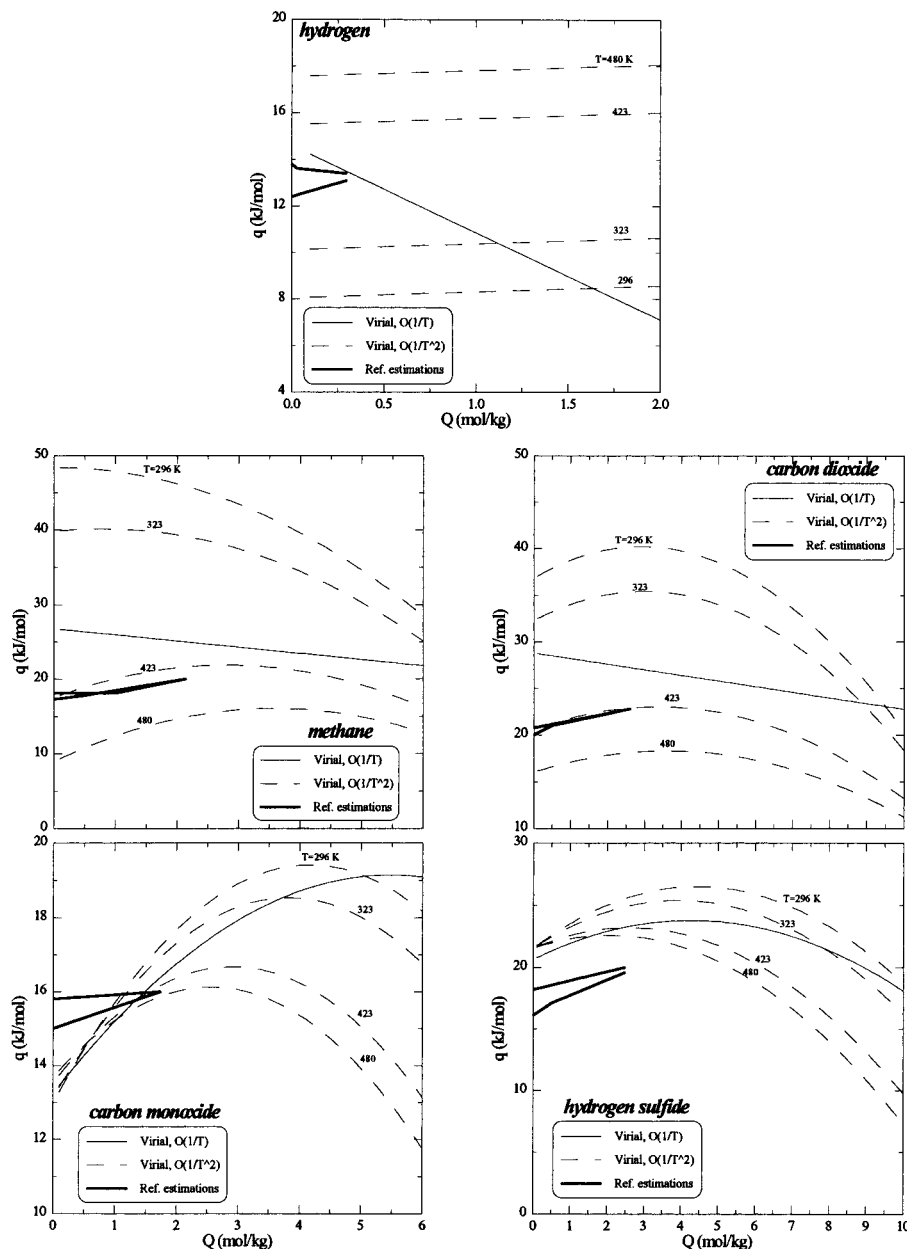 hydrogen
20
16
12
8
4
q (kJ/mol)
T=480 K
423
323
296
Virial, O(1/T)
Virial, O(1/T^2)
Ref. estimations
0.0 0.5 1.0 1.5 2.0
Q (mol/kg)
50
40
30
20
10
0
q (kJ/mol)
T=296 K
323
423
480
methane
Virial, O(1/T)
Virial, O(1/T^2)
Ref. estimations
50
40
30
20
10
q (kJ/mol)
carbon dioxide
Virial, O(1/T)
Virial, O(1/T^2)
Ref. estimations
T=296 K
323
423
480
20
18
16
14
12
10
q (kJ/mol)
T=296 K
323
423
480
carbon monoxide
Virial, O(1/T)
Virial, O(1/T^2)
Ref. estimations
0 1 2 3 4 5 6
Q (mol/kg)
30
20
10
0
q (kJ/mol)
T=296 K
323
423
480
hydrogen sulfide
Virial, O(1/T)
Virial, O(1/T^2)
Ref. estimations
0 1 2 3 4 5 6 7 8 9 10
Q (mol/kg)